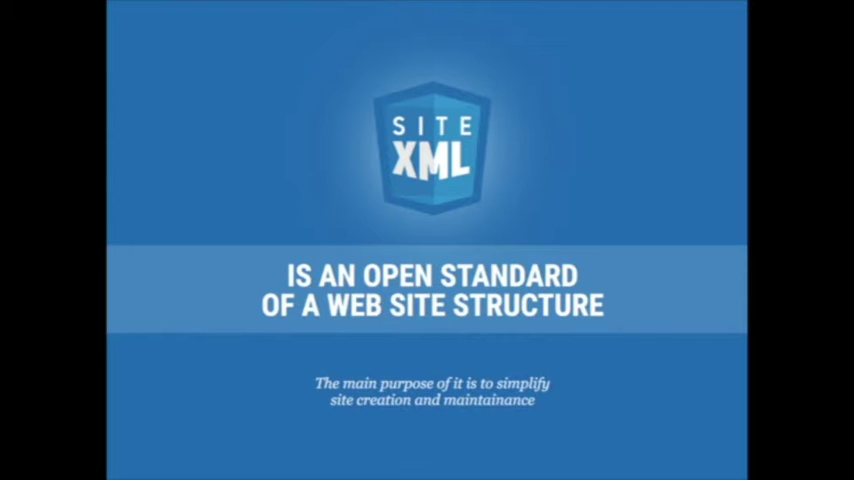 SITE
XML
IS AN OPEN STANDARD
OF A WEB SITE STRUCTURE
The main purpose of it is to simplify
site creation and maintainance